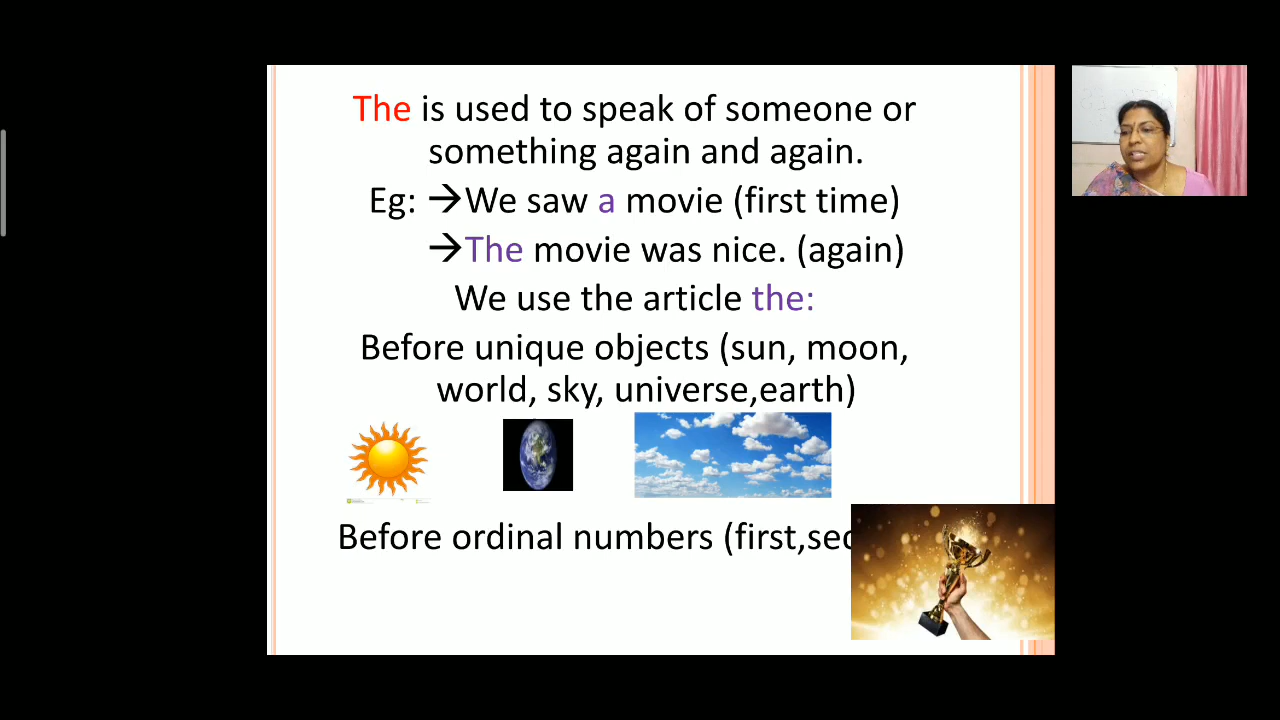 The is used to speak of someone or
something again and again.
Eg: →We saw a movie (first time)
→The movie was nice. (again)
We use the article the:
Before unique objects (sun, moon,
world, sky, universe,earth)
Before ordinal numbers (first,sec